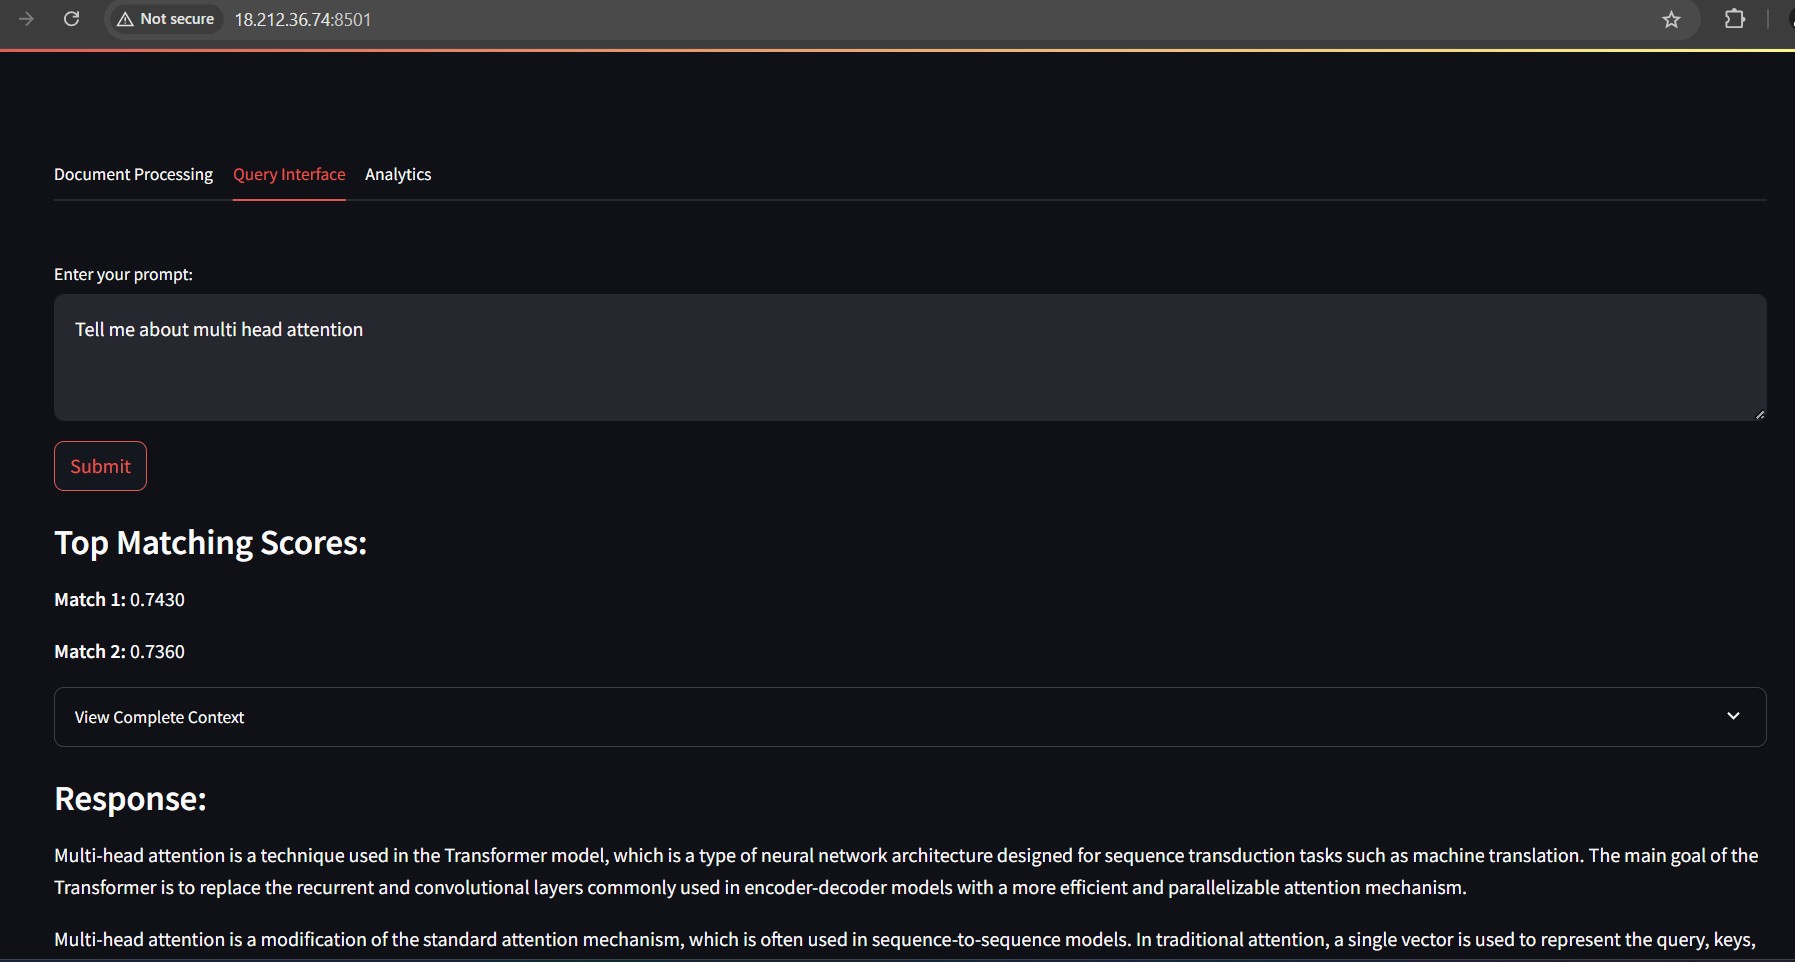 Not secure 18.212.36.74:8501
Document Processing Query Interface Analytics
Enter your prompt:
Tell me about multi head attention
Submit
Top Matching Scores:
Match 1: 0.7430
Match 2: 0.7360
View Complete Context
Response:
Multi-head attention is a technique used in the Transformer model, which is a type of neural network architecture designed for sequence transduction tasks such as machine translation. The main goal of the
Transformer is to replace the recurrent and convolutional layers commonly used in encoder-decoder models with a more efficient and parallelizable attention mechanism.
Multi-head attention is a modification of the standard attention mechanism, which is often used in sequence-to-sequence models. In traditional attention, a single vector is used to represent the query, keys,